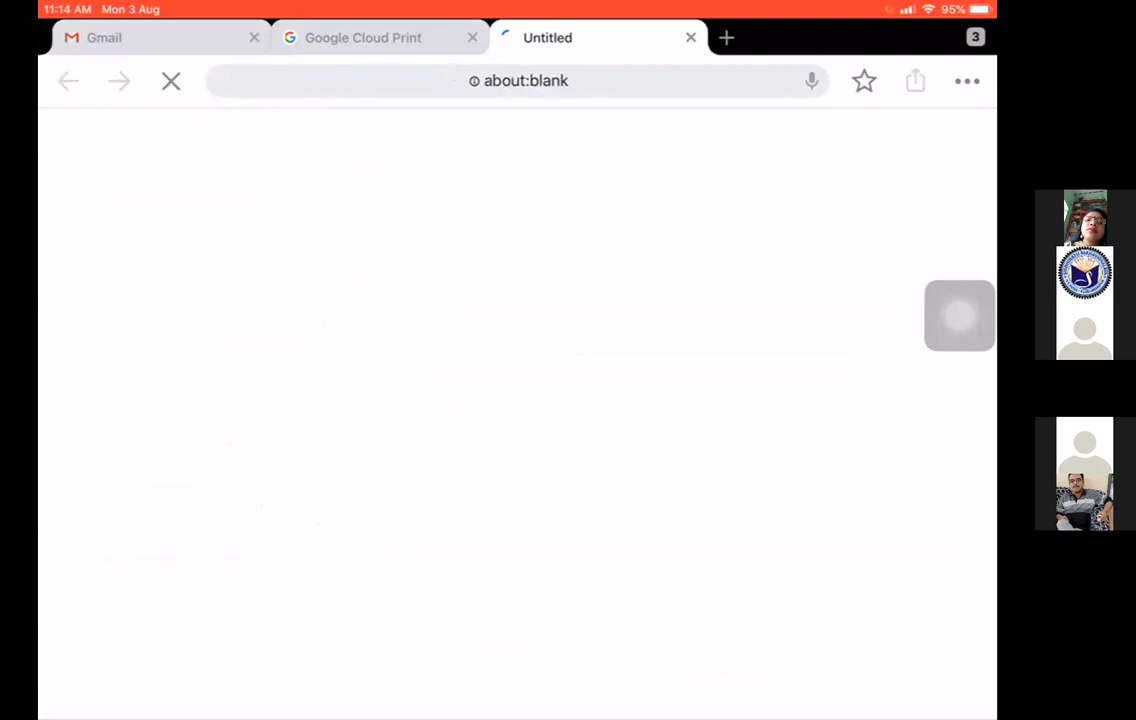 11:14 AM Mon 3 Aug
95%
Gmail
Google Cloud Print
Untitled
3
about:blank